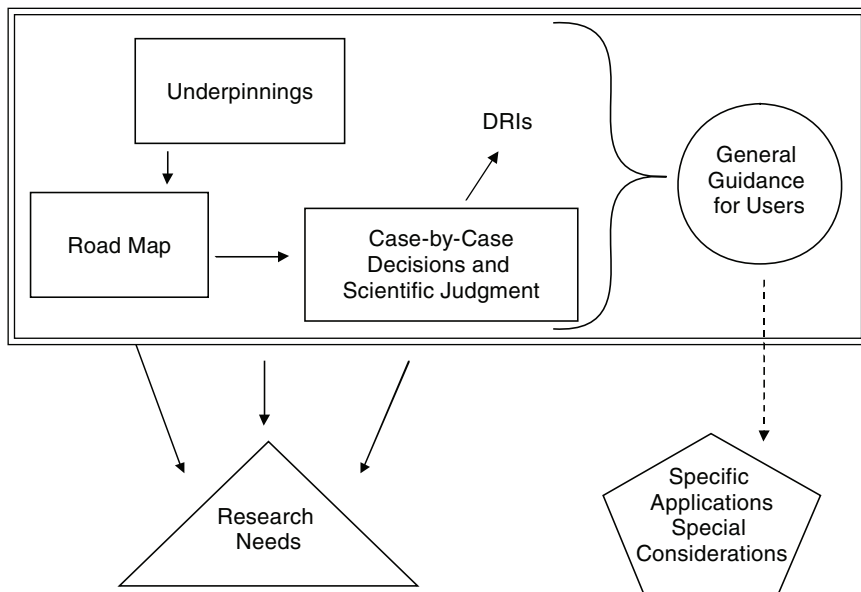 Underpinnings
DRIs
General
Guidance
for Users
Road Map
Case-by-Case
Decisions and
Scientific Judgment
Research
Needs
Specific
Applications
Special
Considerations